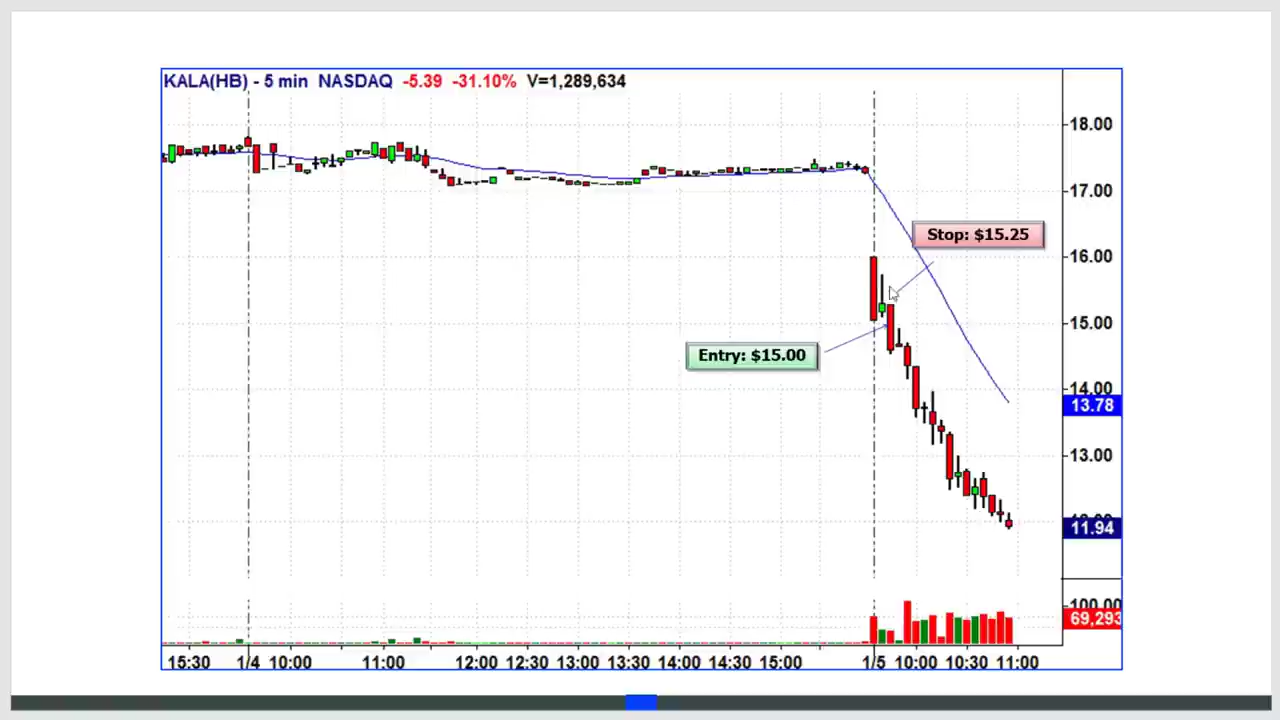 KALA(HB) - 5 min NASDAQ -5.39 -31.10% V=1,289,634
18.00
17.00
Stop: $15.25
16.00
15.00
Entry: $15.00
14.00
13.78
13.00
11.94
100.00
69,293
15:30 1/4 10:00 11:00 12:00 12:30 13:00 13:30 14:00 14:30 15:00 1/5 10:00 10:30 11:00